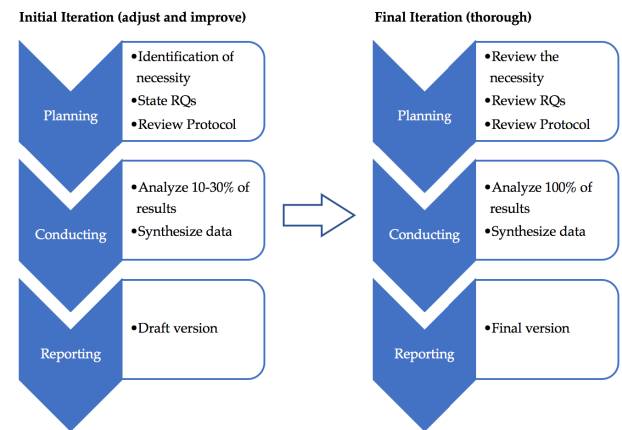 Initial Iteration (adjust and improve)
Planning
•Identification of
necessity
•State RQs
•Review Protocol
Conducting
•Analyze 10-30% of
results
•Synthesize data
Reporting
•Draft version
Final Iteration (thorough)
Planning
•Review the
necessity
•Review RQs
•Review Protocol
Conducting
•Analyze 100% of
results
•Synthesize data
Reporting
•Final version